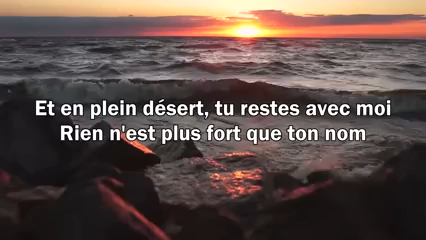 Et en plein désert, tu restes avec moi
Rien n'est plus fort que ton nom